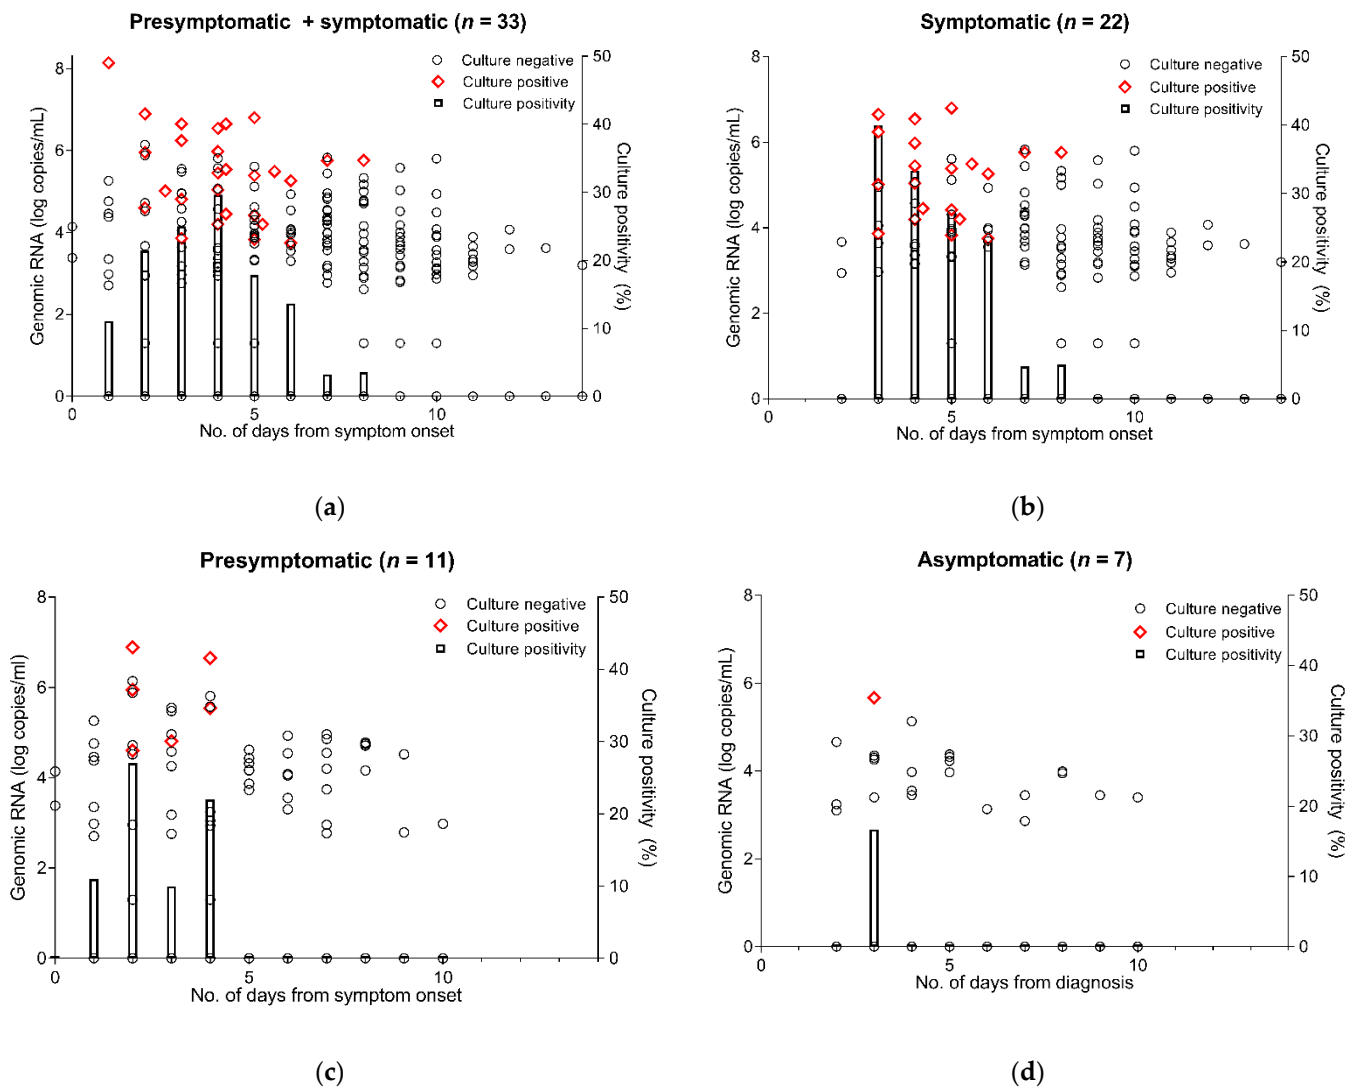 Presymptomatic + symptomatic (n = 33)
Culture negative
Culture positive
Culture positivity
Genomic RNA (log copies/mL)
8
6
4
2
0
50
40
30
20
10
0
Culture positivity (%)
0
5
10
No. of days from symptom onset
(a)
Symptomatic (n = 22)
Culture negative
Culture positive
Culture positivity
Genomic RNA (log copies/mL)
8
6
4
2
0
50
40
30
20
10
0
Culture positivity (%)
0
5
10
No. of days from symptom onset
(b)
Presymptomatic (n = 11)
Culture negative
Culture positive
Culture positivity
Genomic RNA (log copies/ml)
8
6
4
2
0
50
40
30
20
10
0
Culture positivity (%)
0
5
10
No. of days from symptom onset
(c)
Asymptomatic (n = 7)
Culture negative
Culture positive
Culture positivity
Genomic RNA (log copies/mL)
8
6
4
2
0
50
40
30
20
10
0
Culture positivity (%)
0
5
10
No. of days from diagnosis
(d)